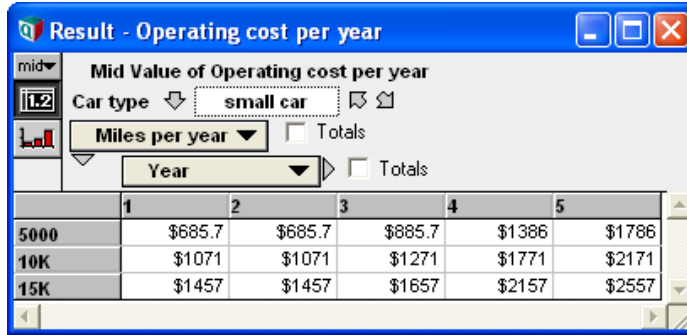 Result - Operating cost per year
mid
Mid Value of Operating cost per year
1.2
Car type small car
Miles per year Totals
Year Totals
1 2 3 4 5
5000 $685.7 $685.7 $885.7 $1386 $1786
10K $1071 $1071 $1271 $1771 $2171
15K $1457 $1457 $1657 $2157 $2557